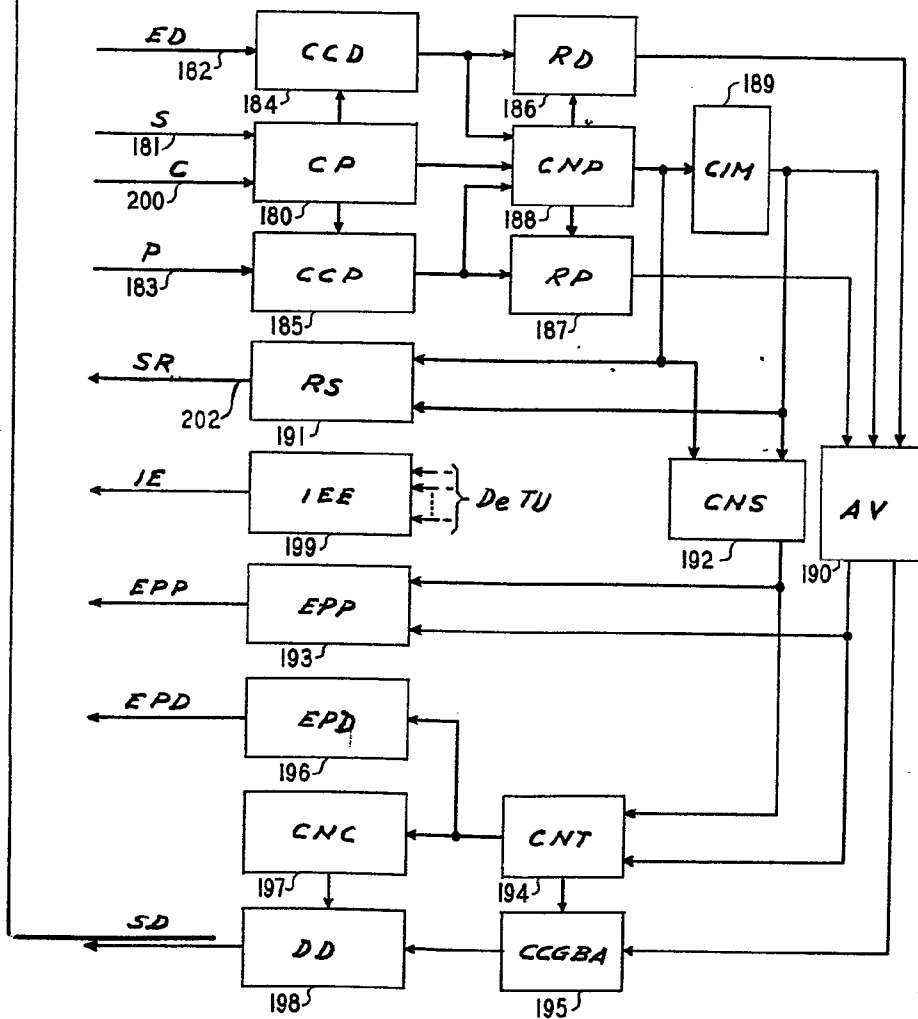 ED
182
CCD
184
RD
186
189
S
181
C
200
CP
180
CNP
188
CIM
P
183
CCP
185
RP
187
SR
202
RS
191
IE
IEE
199
De TU
CNS
192
AV
190
EPP
EPP
193
EPD
EPD
196
CNC
197
CNT
194
SD
DD
198
CCGBA
195